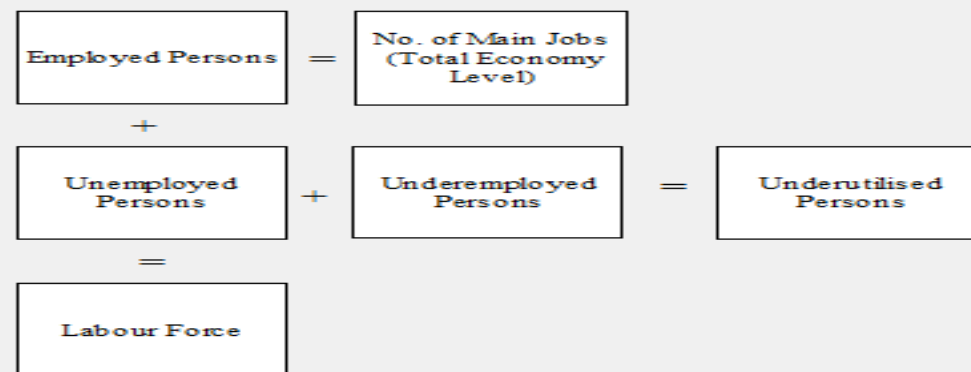 Employed Persons
=
No. of Main Jobs
(Total Economy
Level)
+
Unemployed
Persons
+
Underemployed
Persons
=
Underutilised
Persons
=
Labour Force